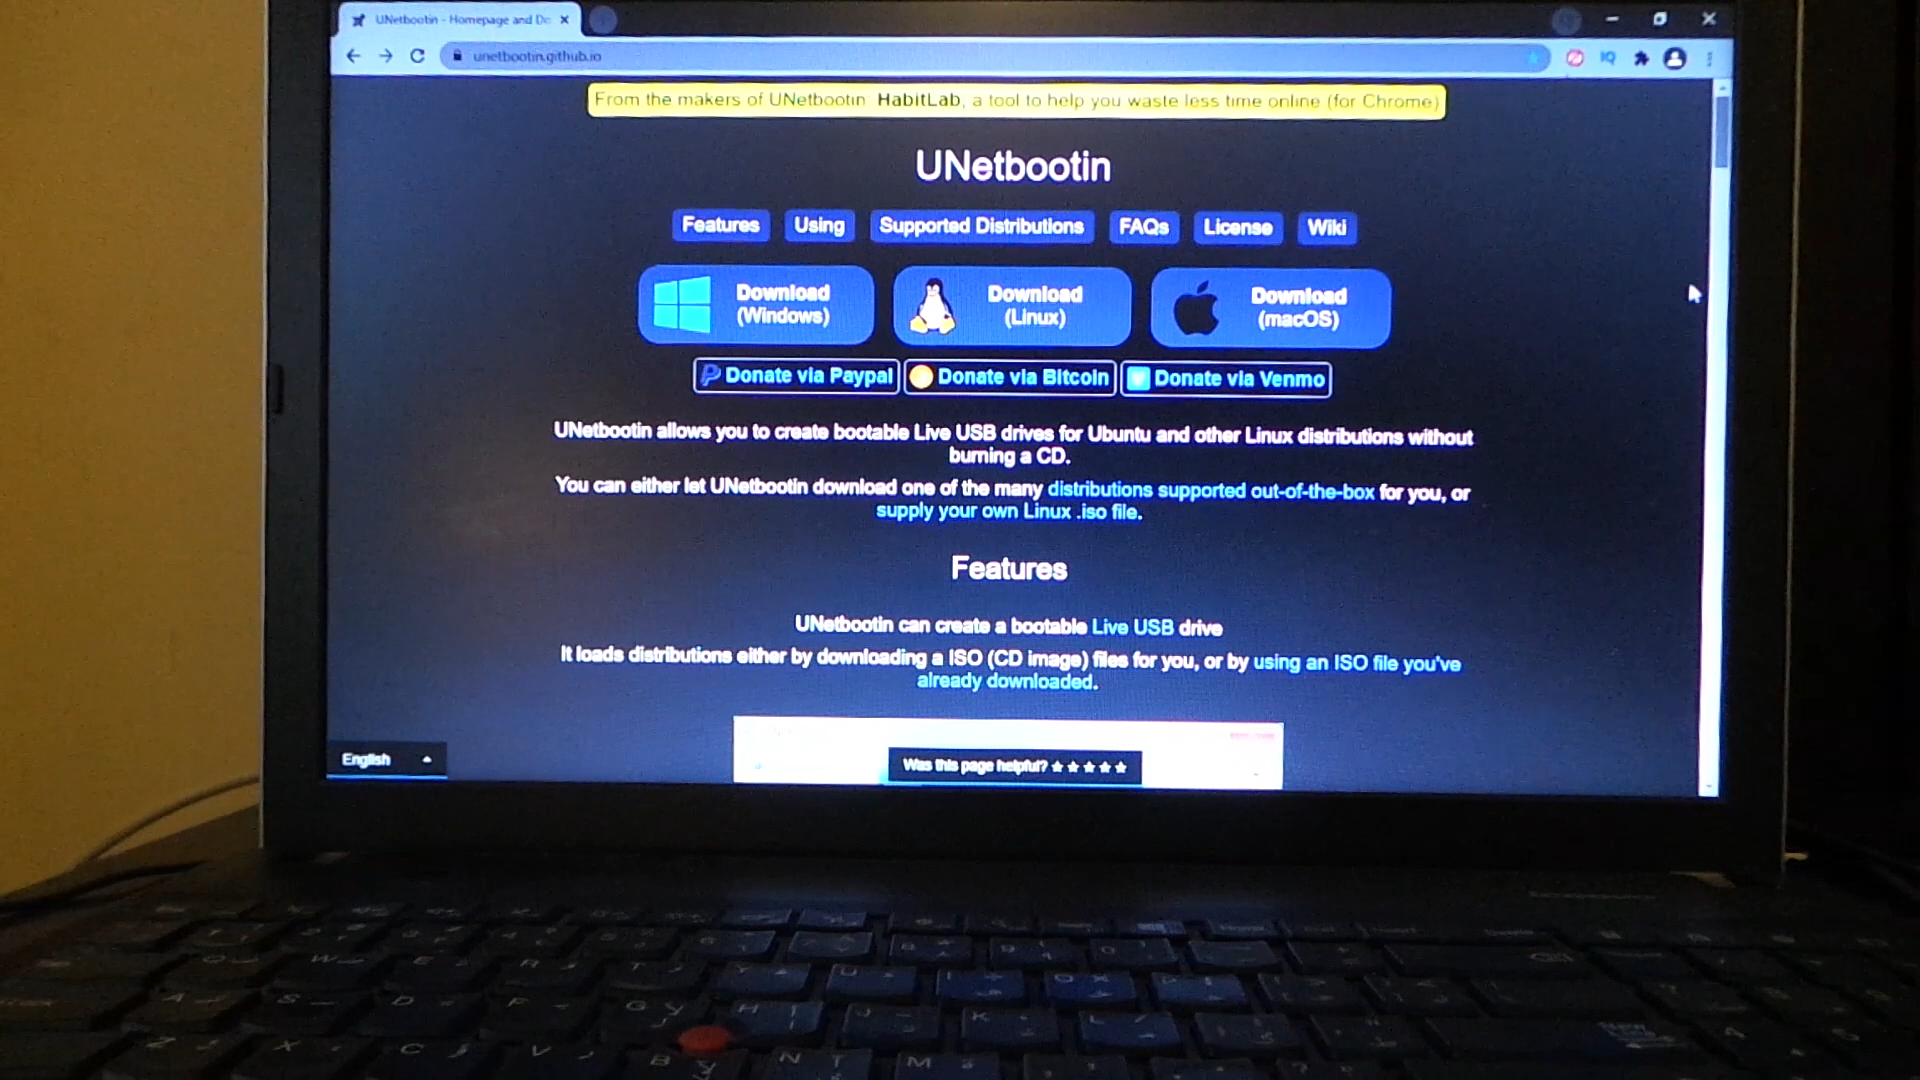 UNetbootin - Homepage and Do
unetbootin.github.io
From the makers of UNetbootin HabitLab, a tool to help you waste less time online (for Chrome)
UNetbootin
Features Using Supported Distributions FAQs License Wiki
Download (Windows)
Download (Linux)
Download (macOS)
Donate via Paypal Donate via Bitcoin Donate via Venmo
UNetbootin allows you to create bootable Live USB drives for Ubuntu and other Linux distributions without
burning a CD.
You can either let UNetbootin download one of the many distributions supported out-of-the-box for you, or
supply your own Linux .iso file.
Features
UNetbootin can create a bootable Live USB drive
It loads distributions either by downloading a ISO (CD image) files for you, or by using an ISO file you've
already downloaded.
English
Was this page helpful?
Q W E R T Y U I O
A S D F G H J K L
Z X C V B N M